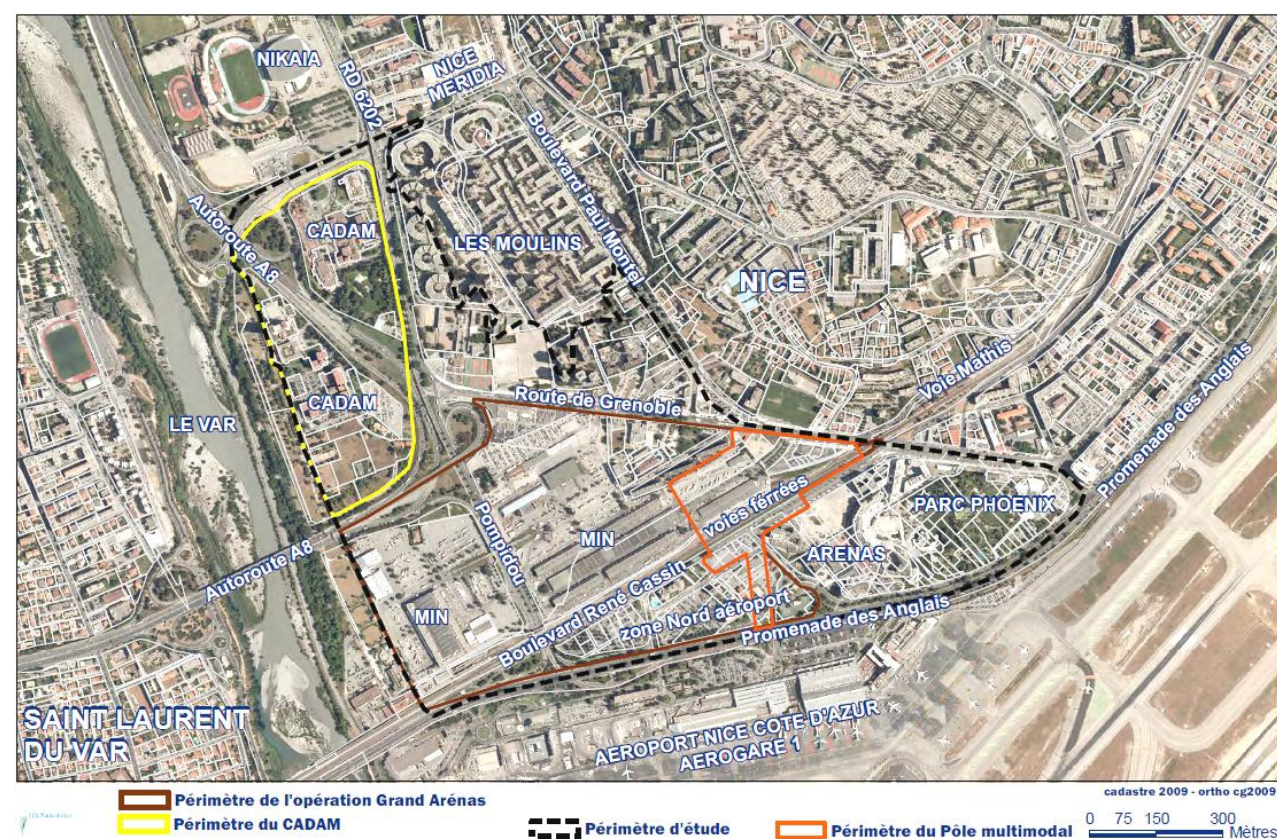 NIKAIA
RD 6202
NICE
MERIDIA
Boulevard Paul Montel
Autoroute A8
CADAM
LES MOULINS
NICE
Voie Mathis
Promenade des Anglais
LE VAR
CADAM
Route de Grenoble
PARC PHOENIX
voies férrées
Pompidou
MIN
ARENAS
Autoroute A8
MIN
Boulevard René Cassin
zone Nord aéroport
Promenade des Anglais
SAINT LAURENT
DU VAR
AEROPORT NICE COTE D'AZUR
AEROGARE 1
cadastre 2009 - ortho cg2009
Périmètre de l'opération Grand Arénas
Périmètre du CADAM
Périmètre d'étude
Périmètre du Pôle multimodal
0 75 150 300
Mètres